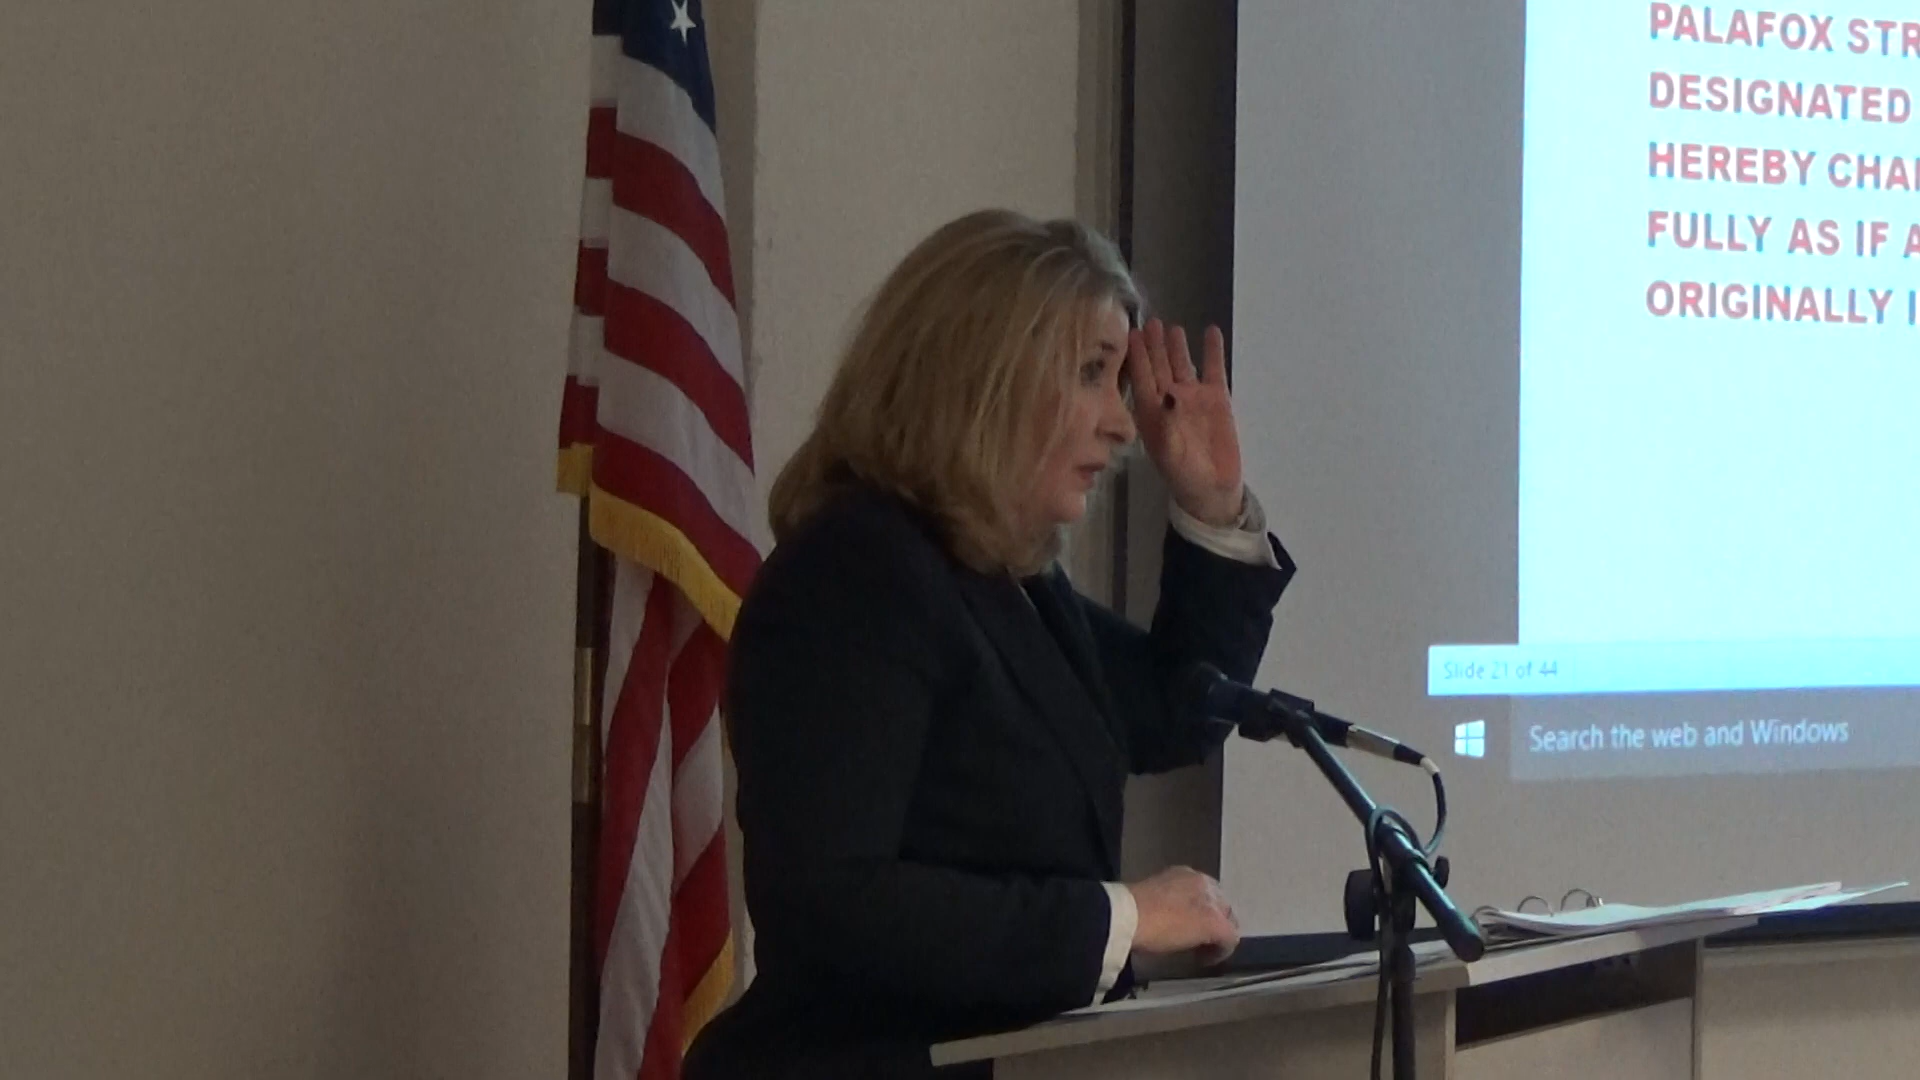 PALAFOX STR
DESIGNATED
HEREBY CHA
FULLY AS IF A
ORIGINALLY I
Slide 21 of 44
Search the web and Windows